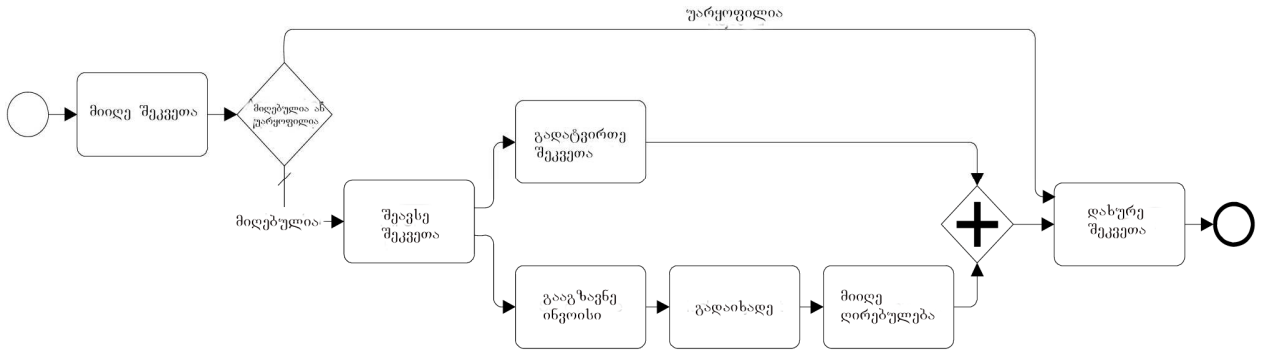 უარყოფილია
მიიღე შეკვეთა
მიღებულია ან
უარყოფილია
მიღებულია
შეავსე
შეკვეთა
გადატვირთე
შეკვეთა
გააგზავნე
ინვოისი
გადაიხადე
მიიღე
ღირებულება
დახურე
შეკვეთა